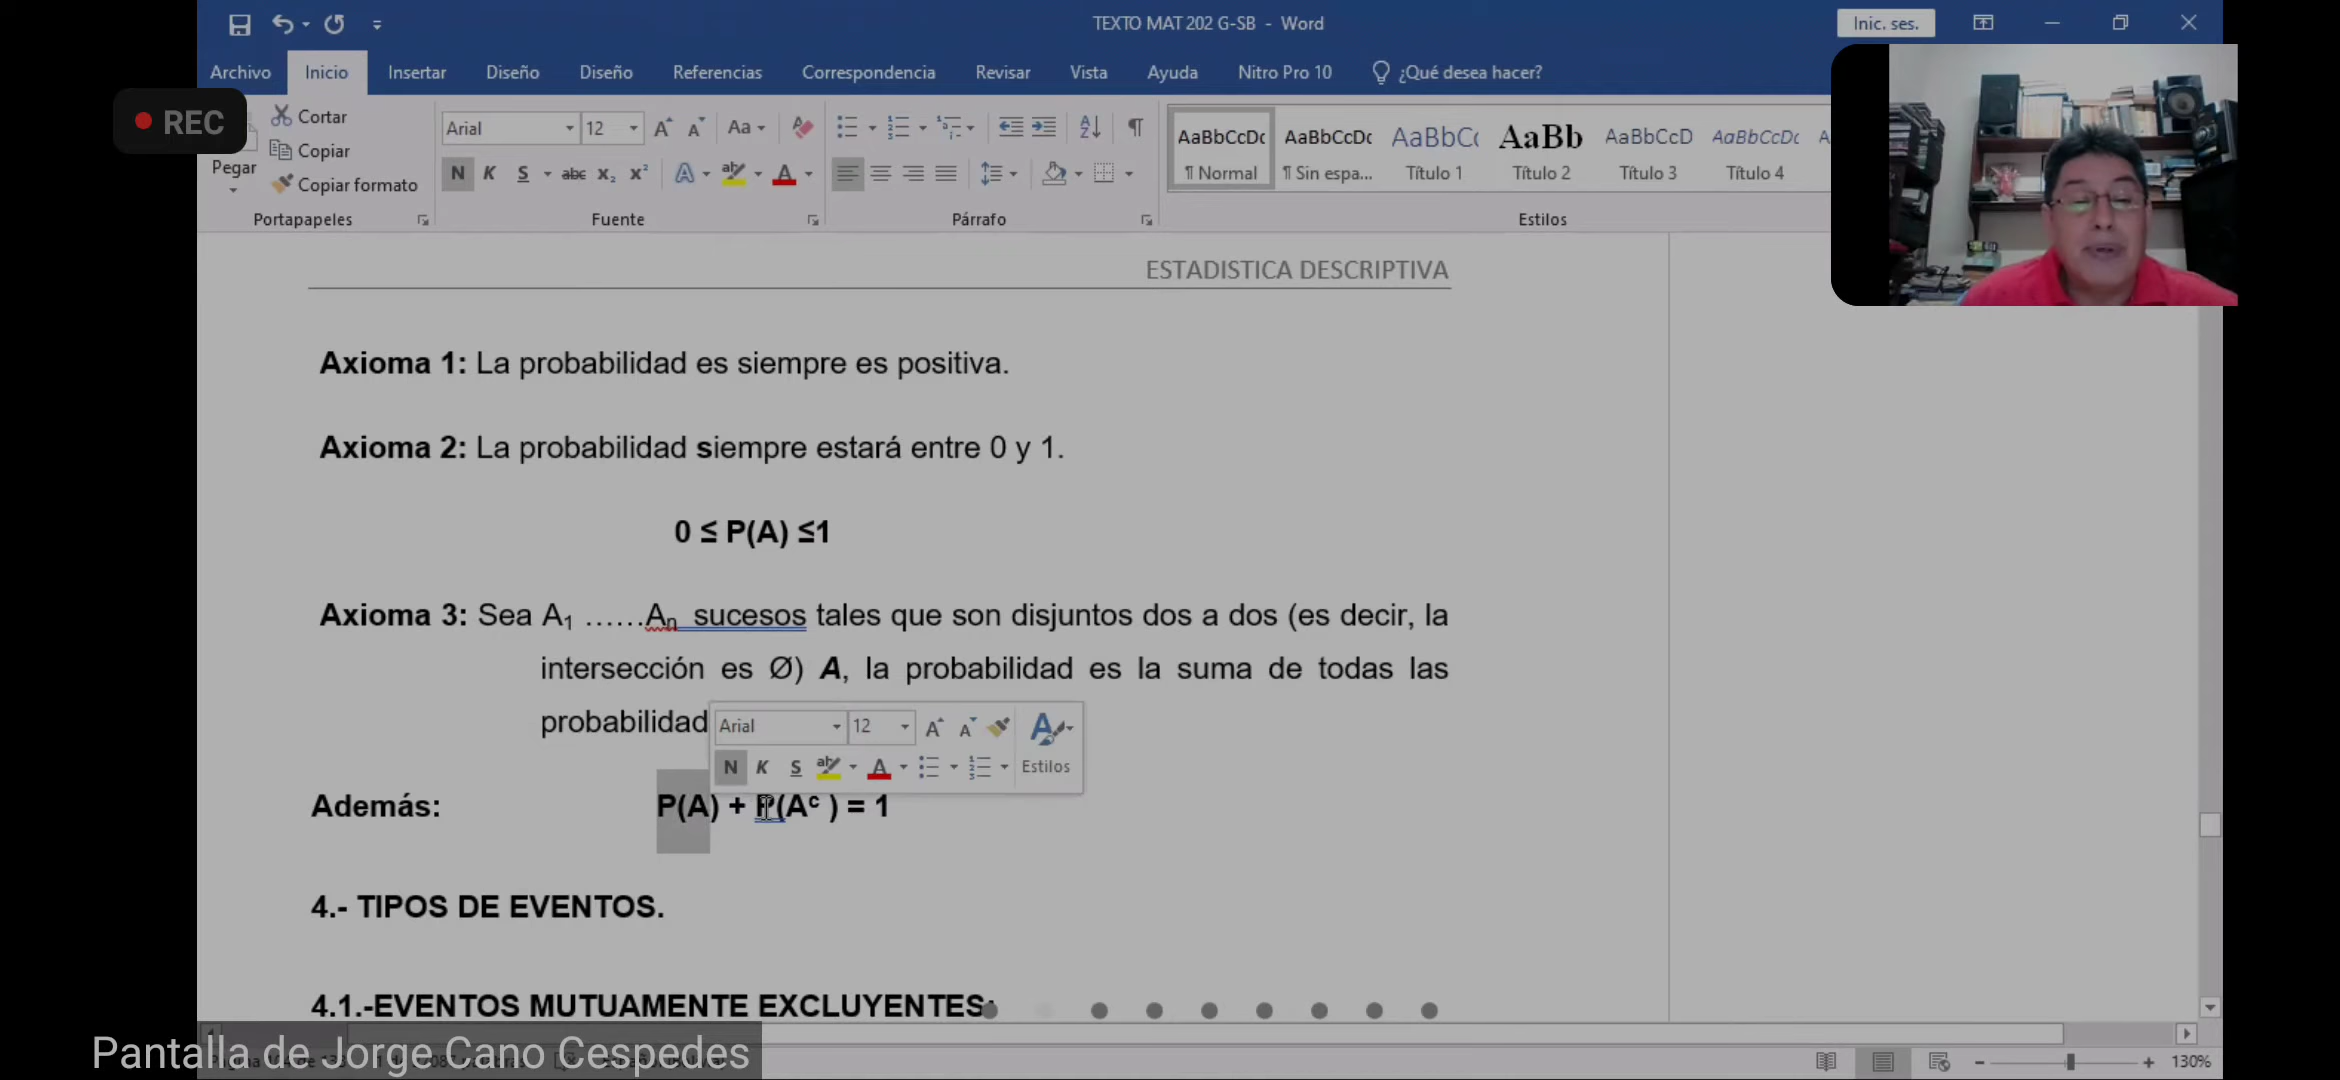 TEXTO MAT 202 G-SB - Word
Inic. ses.
Archivo Inicio Insertar Diseño Diseño Referencias Correspondencia Revisar Vista Ayuda Nitro Pro 10 ¿Qué desea hacer?
REC
Pegar
Cortar
Copiar
Copiar formato
Portapapeles
Arial 12
Aa
N K S abc x₂ x²
Fuente
Párrafo
AaBbCcDc AaBbCcDc AaBbC( AaBb AaBbCcD AaBbCcDc A
¶ Normal ¶ Sin espa... Título 1 Título 2 Título 3 Título 4
Estilos
ESTADISTICA DESCRIPTIVA
Axioma 1: La probabilidad es siempre es positiva.
Axioma 2: La probabilidad siempre estará entre 0 y 1.
0 ≤ P(A) ≤1
Axioma 3: Sea A₁ ......Aₙ sucesos tales que son disjuntos dos a dos (es decir, la
intersección es Ø) A, la probabilidad es la suma de todas las
probabilidad
Arial 12
N K S Estilos
Además: P(A) + P(Aᶜ ) = 1
4.- TIPOS DE EVENTOS.
4.1.-EVENTOS MUTUAMENTE EXCLUYENTES:
Pantalla de Jorge Cano Cespedes
130%